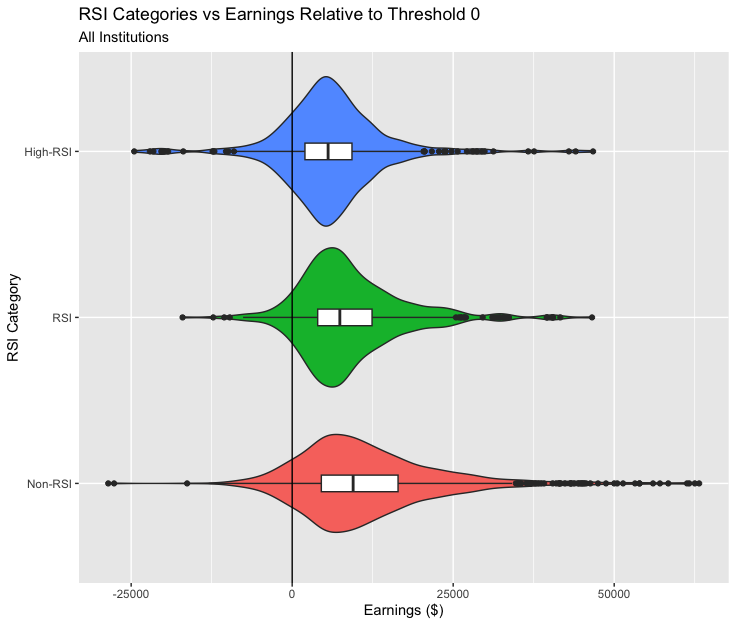 RSI Categories vs Earnings Relative to Threshold 0
All Institutions
RSI Category
High-RSI
RSI
Non-RSI
-25000 0 25000 50000
Earnings ($)